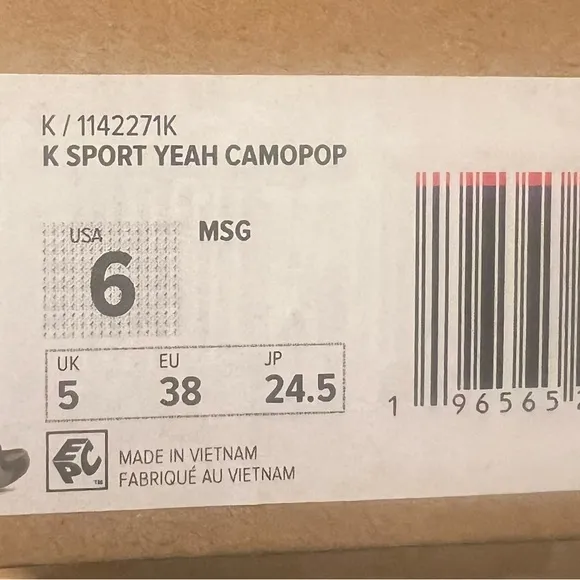 K / 1142271K
K SPORT YEAH CAMOPOP
USA
6
MSG
UK EU JP
5 38 24.5
1 96565
EPC™
MADE IN VIETNAM
FABRIQUÉ AU VIETNAM